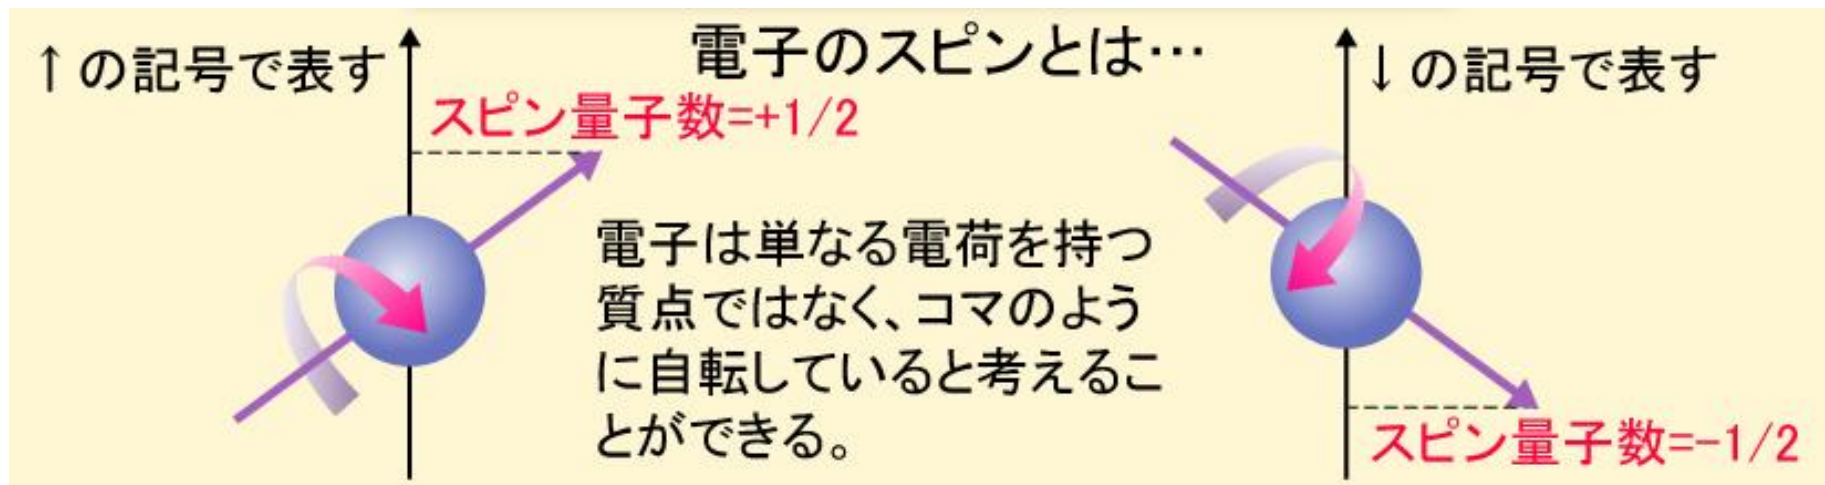 電子のスピンとは…
↑の記号で表す
スピン量子数=+1/2
電子は単なる電荷を持つ
質点ではなく、コマのよう
に自転していると考えるこ
とができる。
↓の記号で表す
スピン量子数=-1/2